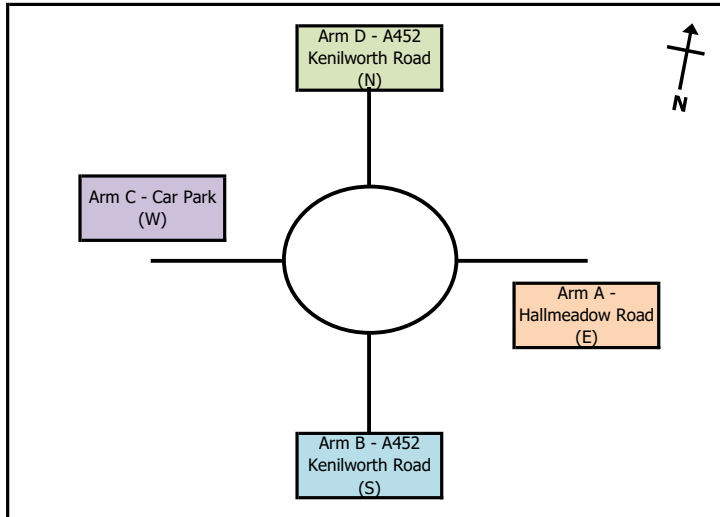 Arm D - A452
Kenilworth Road
(N)
N
Arm C - Car Park
(W)
Arm A -
Hallmeadow Road
(E)
Arm B - A452
Kenilworth Road
(S)